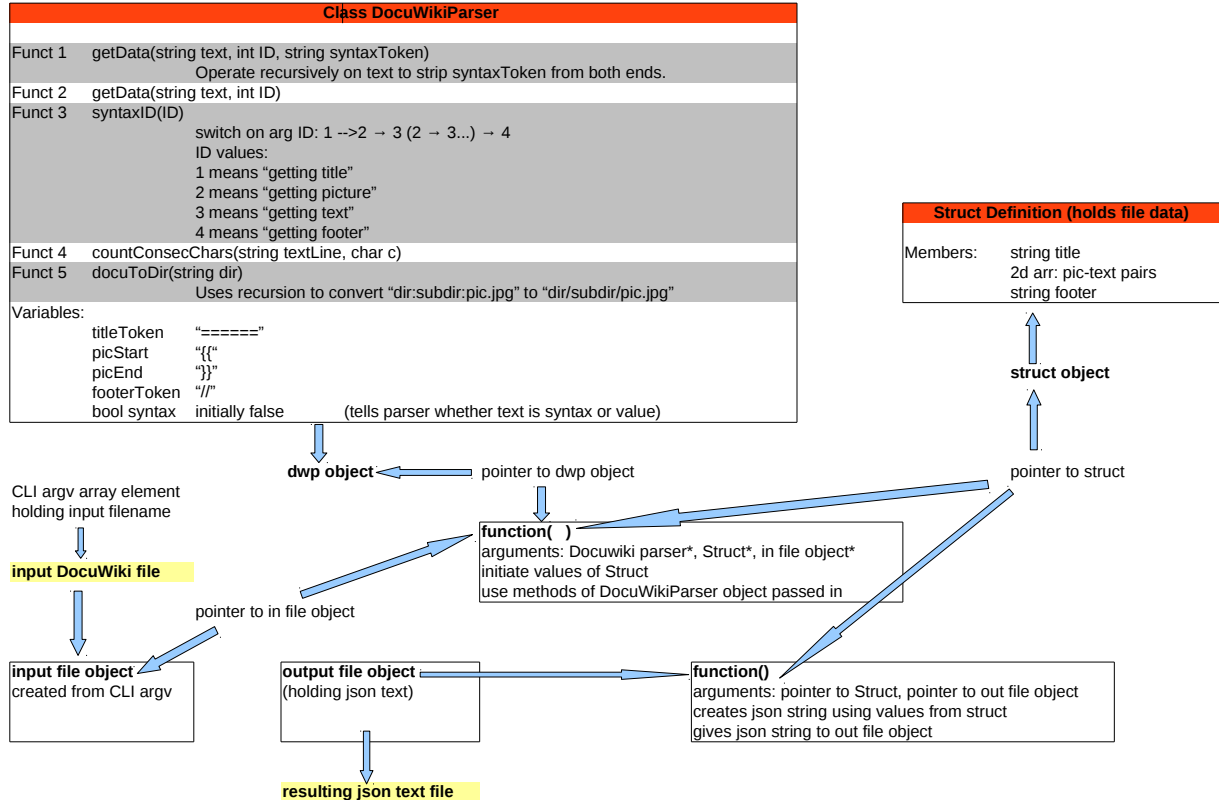 Class DocuWikiParser
Funct 1 getData(string text, int ID, string syntaxToken)
Operate recursively on text to strip syntaxToken from both ends.
Funct 2 getData(string text, int ID)
Funct 3 syntaxID(ID)
switch on arg ID: 1 -->2 → 3 (2 → 3...) → 4
ID values:
1 means “getting title”
2 means “getting picture”
3 means “getting text”
4 means “getting footer”
Funct 4 countConsecChars(string textLine, char c)
Funct 5 docuToDir(string dir)
Uses recursion to convert “dir:subdir:pic.jpg” to “dir/subdir/pic.jpg”
Variables:
titleToken “======”
picStart “{{“
picEnd “}}”
footerToken “//”
bool syntax initially false (tells parser whether text is syntax or value)
Struct Definition (holds file data)
Members: string title
2d arr: pic-text pairs
string footer
struct object
pointer to struct
dwp object
pointer to dwp object
CLI argv array element
holding input filename
input DocuWiki file
function( )
arguments: Docuwiki parser*, Struct*, in file object*
initiate values of Struct
use methods of DocuWikiParser object passed in
pointer to in file object
input file object
created from CLI argv
output file object
(holding json text)
function()
arguments: pointer to Struct, pointer to out file object
creates json string using values from struct
gives json string to out file object
resulting json text file